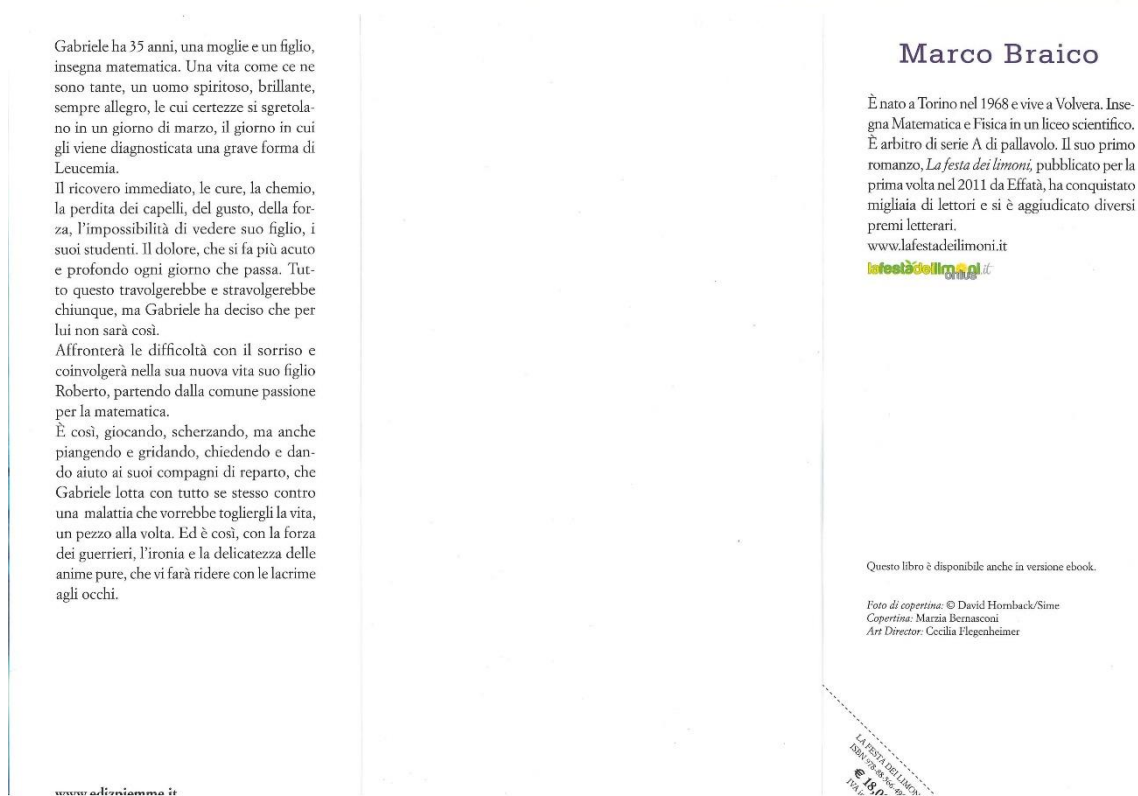 Gabriele ha 35 anni, una moglie e un figlio,
insegna matematica. Una vita come ce ne
sono tante, un uomo spiritoso, brillante,
sempre allegro, le cui certezze si sgretola-
no in un giorno di marzo, il giorno in cui
gli viene diagnosticata una grave forma di
Leucemia.
Il ricovero immediato, le cure, la chemio,
la perdita dei capelli, del gusto, della for-
za, l'impossibilità di vedere suo figlio, i
suoi studenti. Il dolore, che si fa più acuto
e profondo ogni giorno che passa. Tut-
to questo travolgerebbe e stravolgerebbe
chiunque, ma Gabriele ha deciso che per
lui non sarà così.
Affronterà le difficoltà con il sorriso e
coinvolgerà nella sua nuova vita suo figlio
Roberto, partendo dalla comune passione
per la matematica.
È così, giocando, scherzando, ma anche
piangendo e gridando, chiedendo e dan-
do aiuto ai suoi compagni di reparto, che
Gabriele lotta con tutto se stesso contro
una malattia che vorrebbe togliergli la vita,
un pezzo alla volta. Ed è così, con la forza
dei guerrieri, l'ironia e la delicatezza delle
anime pure, che vi farà ridere con le lacrime
agli occhi.
www.edizpiemme.it
Marco Braico
È nato a Torino nel 1968 e vive a Volvera. Inse-
gna Matematica e Fisica in un liceo scientifico.
È arbitro di serie A di pallavolo. Il suo primo
romanzo, La festa dei limoni, pubblicato per la
prima volta nel 2011 da Effatà, ha conquistato
migliaia di lettori e si è aggiudicato diversi
premi letterari.
www.lafestadeilimoni.it
lafestadeilimoni.it
onlus
Questo libro è disponibile anche in versione ebook.
Foto di copertina: © David Hornback/Sime
Copertina: Marzia Bernasconi
Art Director: Cecilia Flegenheimer
LA FESTA DEI LIMON
ISBN 978-88-566-49
€ 18,0
IVA